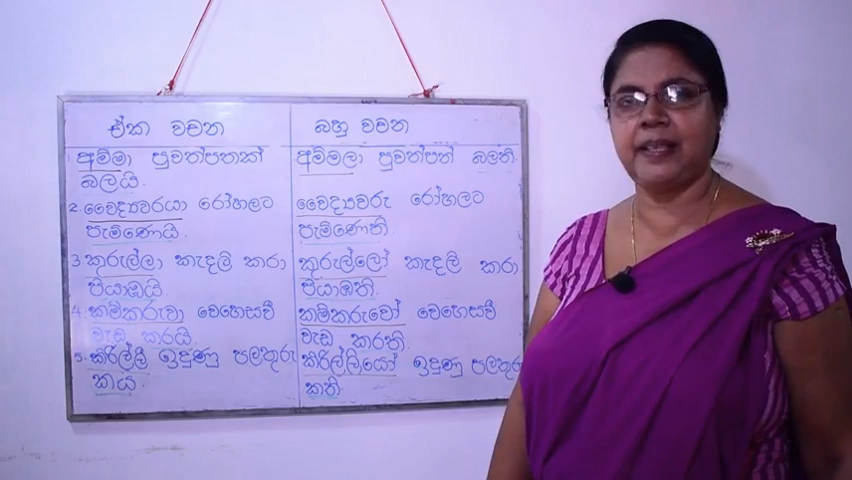 ඒක වචන
බහු වචන
1. අම්මා පුවත්පතක්
බලයි.
අම්මලා පුවත්පත් බලති.
2. වෛද්‍යවරයා රෝහලට
පැමිණෙයි.
වෛද්‍යවරු රෝහලට
පැමිණෙති.
3 කුරුල්ලා කැදලි කරා
පියාඹයි
කුරුල්ලෝ කැදලි කරා
පියාඹති.
4. කම්කරුවා වෙහෙසවී
වැඩ කරයි.
කම්කරුවෝ වෙහෙසවී
වැඩ කරති.
5. කිරිල්ලී ඉදුණු පලතුරු
කය.
කිරිල්ලියෝ ඉදුණු පලතුරු
කති.